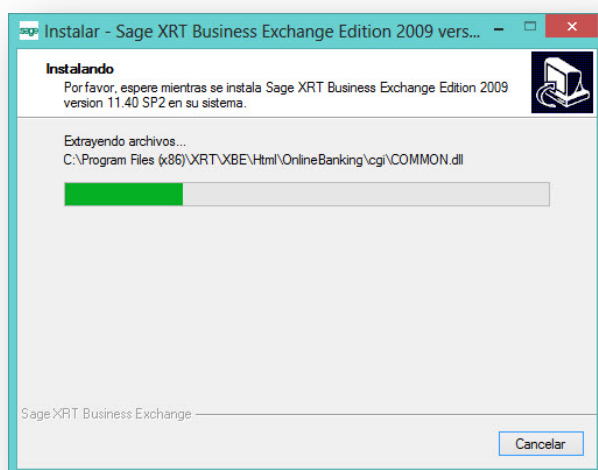 sage Instalar - Sage XRT Business Exchange Edition 2009 vers...
Instalando
Por favor, espere mientras se instala Sage XRT Business Exchange Edition 2009
version 11.40 SP2 en su sistema.
Extrayendo archivos...
C:\Program Files (x86)\XRT\XBE\Html\OnlineBanking\cgi\COMMON.dll
Sage XRT Business Exchange
Cancelar